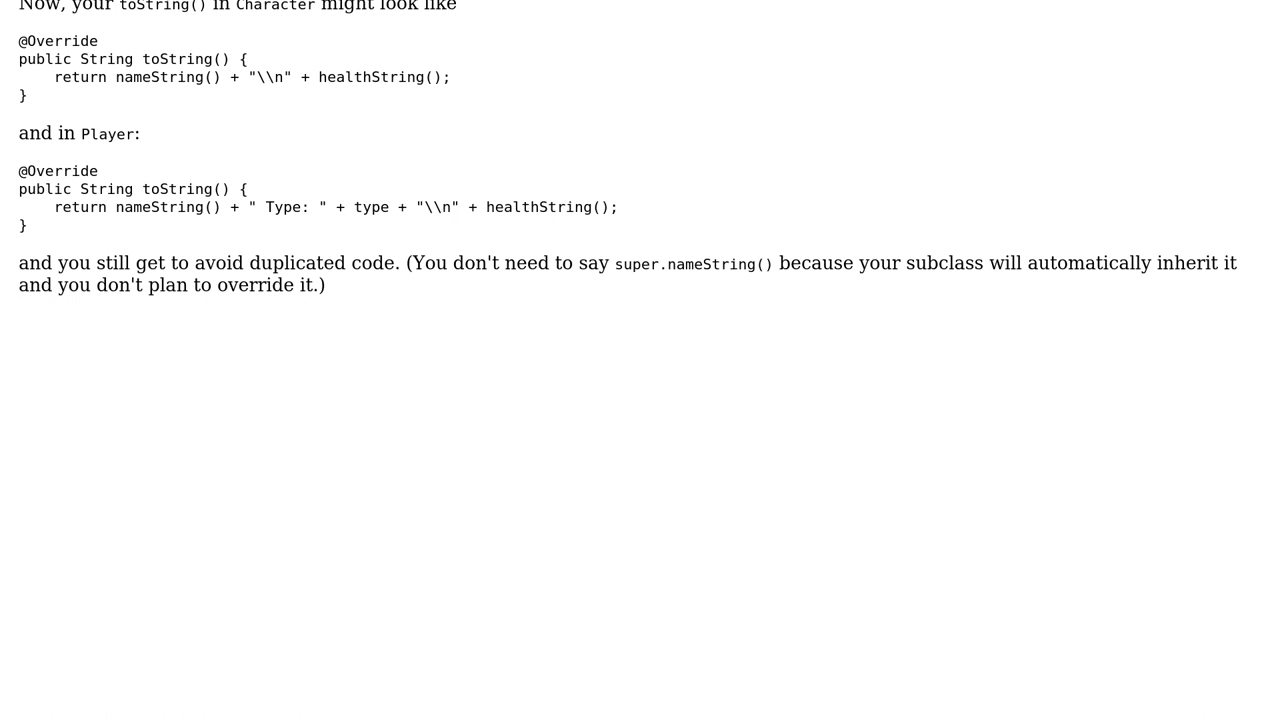 Now, your toString() in Character might look like
@Override
public String toString() {
    return nameString() + "\\n" + healthString();
}
and in Player:
@Override
public String toString() {
    return nameString() + " Type: " + type + "\\n" + healthString();
}
and you still get to avoid duplicated code. (You don't need to say super.nameString() because your subclass will automatically inherit it
and you don't plan to override it.)